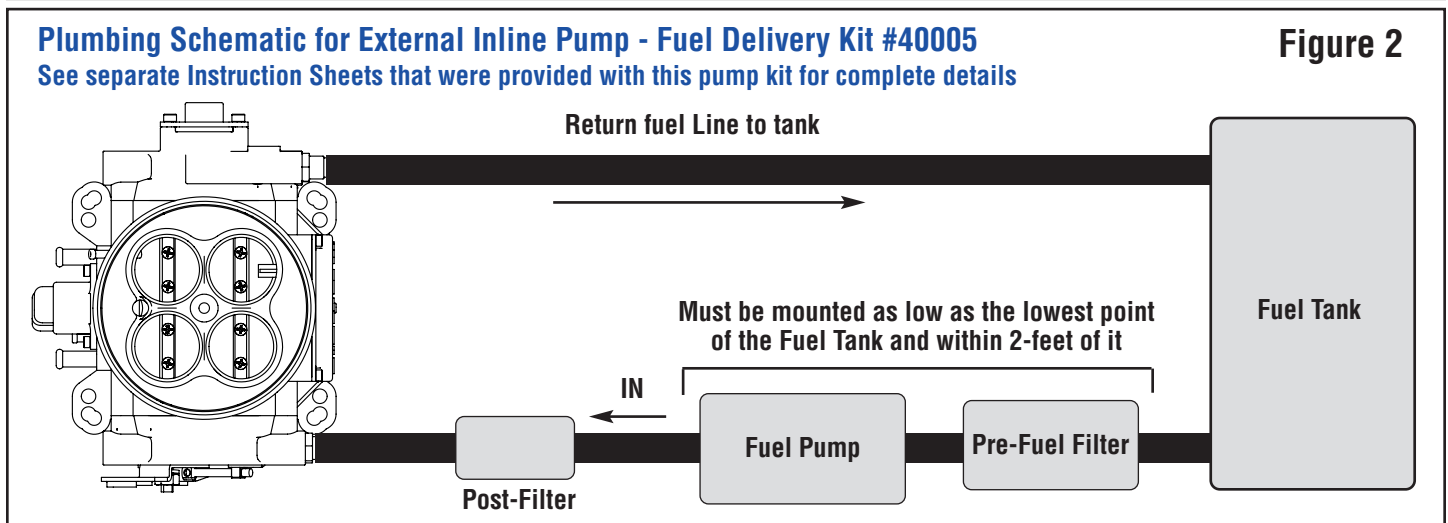 Plumbing Schematic for External Inline Pump - Fuel Delivery Kit #40005
See separate Instruction Sheets that were provided with this pump kit for complete details
Figure 2
Return fuel Line to tank
Fuel Tank
Must be mounted as low as the lowest point
of the Fuel Tank and within 2-feet of it
IN
Fuel Pump
Pre-Fuel Filter
Post-Filter